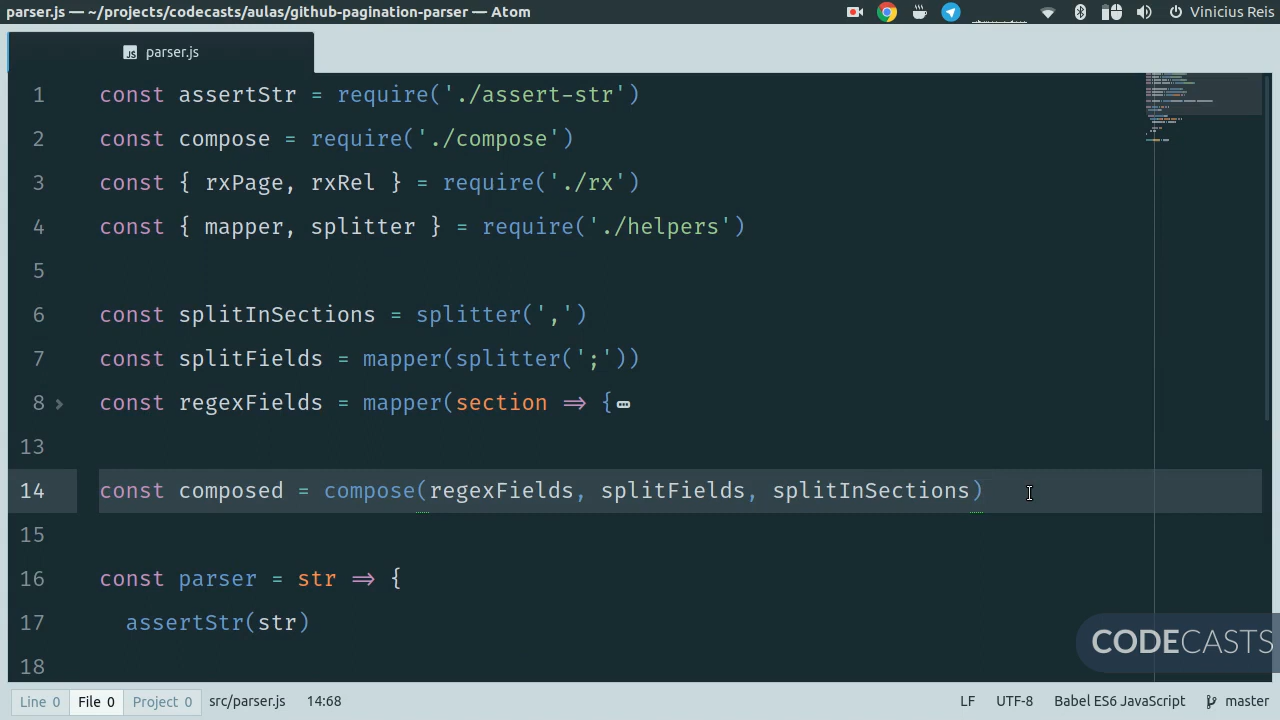 parser.js — ~/projects/codecasts/aulas/github-pagination-parser — Atom
Vinicius Reis
parser.js
1 const assertStr = require('./assert-str')
2 const compose = require('./compose')
3 const { rxPage, rxRel } = require('./rx')
4 const { mapper, splitter } = require('./helpers')
5
6 const splitInSections = splitter(',')
7 const splitFields = mapper(splitter(';'))
8 const regexFields = mapper(section => {
13
14 const composed = compose(regexFields, splitFields, splitInSections)
15
16 const parser = str => {
17 assertStr(str)
18
CODECASTS
Line 0 File 0 Project 0 src/parser.js 14:68 LF UTF-8 Babel ES6 JavaScript master